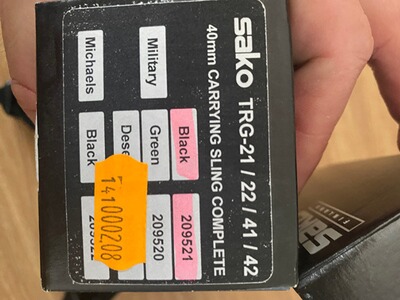 sako TRG-21 / 22 / 41 / 42
40mm CARRYING SLING COMPLETE
Military Black 209521
Green 209520
Michaels Black
141000208